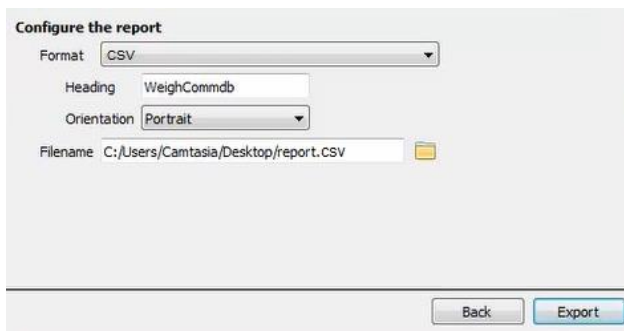 Configure the report
Format CSV
Heading WeighCommdb
Orientation Portrait
Filename C:/Users/Camtasia/Desktop/report.CSV
Back Export